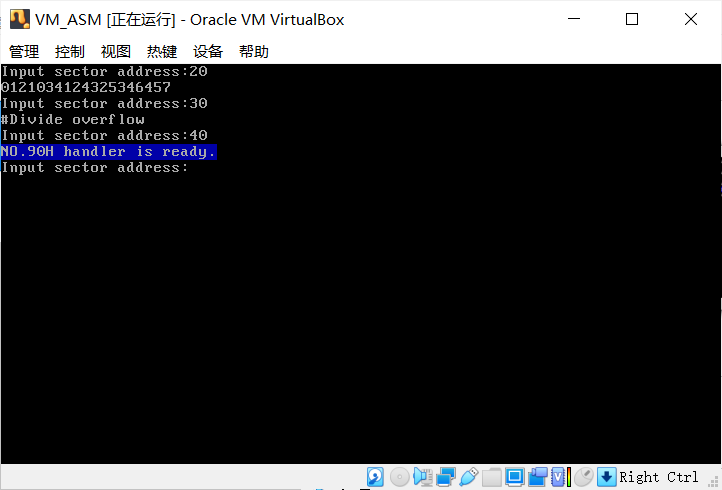 VM_ASM [正在运行] - Oracle VM VirtualBox
管理 控制 视图 热键 设备 帮助
Input sector address:20
0121034124325346457
Input sector address:30
#Divide overflow
Input sector address:40
NO.90H handler is ready.
Input sector address:
Right Ctrl